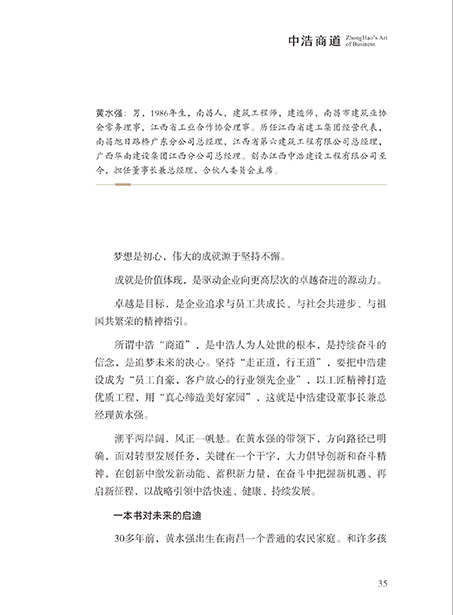 中浩商道 ZhongHao's Art
of Business
黄水强：男，1986年生，南昌人，建筑工程师，建造师，南昌市建筑业协
会常务理事，江西省工业合作协会理事。历任江西省建工集团经营代表，
南昌旭日路桥广东分公司总经理，江西省第六建筑工程有限公司总经理，
广西华南建设集团江西分公司总经理。创办江西中浩建设工程有限公司至
今，担任董事长兼总经理、合伙人委员会主席。
梦想是初心，伟大的成就源于坚持不懈。
成就是价值体现，是驱动企业向更高层次的卓越奋进的源动力。
卓越是目标，是企业追求与员工共成长、与社会共进步、与祖
国共繁荣的精神指引。
所谓中浩“商道”，是中浩人为人处世的根本，是持续奋斗的
信念，是追梦未来的决心。坚持“走正道，行王道”，要把中浩建
设成为“员工自豪，客户放心的行业领先企业”，以工匠精神打造
优质工程，用“真心缔造美好家园”，这就是中浩建设董事长兼总
经理黄水强。
潮平两岸阔，风正一帆悬。在黄水强的带领下，方向路径已明
确，面对转型发展任务，关键在一个干字，大力倡导创新和奋斗精
神，在创新中激发新动能、蓄积新力量，在奋斗中把握新机遇、再
启新征程，以战略引领中浩快速、健康、持续发展。
一本书对未来的启迪
30多年前，黄水强出生在南昌一个普通的农民家庭。和许多孩
35